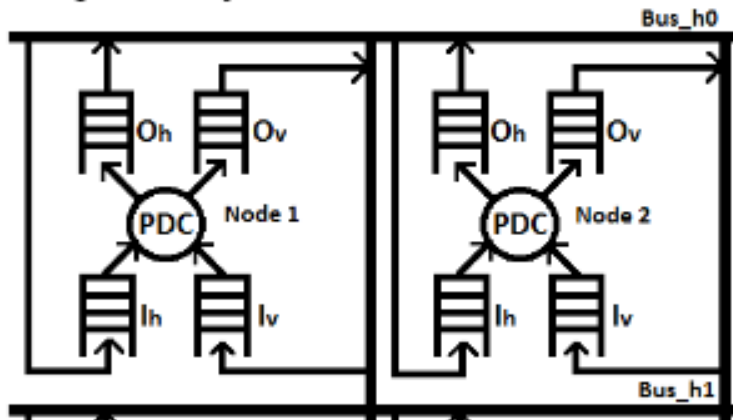 Bus_h0
Oh Ov Oh Ov
PDC Node 1 PDC Node 2
Ih Iv Ih Iv
Bus_h1